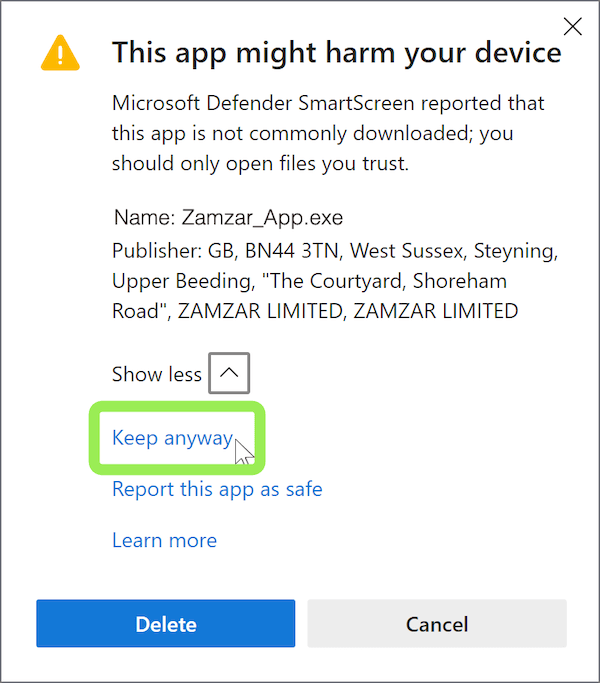 This app might harm your device
Microsoft Defender SmartScreen reported that
this app is not commonly downloaded; you
should only open files you trust.
Name: Zamzar_App.exe
Publisher: GB, BN44 3TN, West Sussex, Steyning,
Upper Beeding, "The Courtyard, Shoreham
Road", ZAMZAR LIMITED, ZAMZAR LIMITED
Show less
Keep anyway
Report this app as safe
Learn more
Delete Cancel